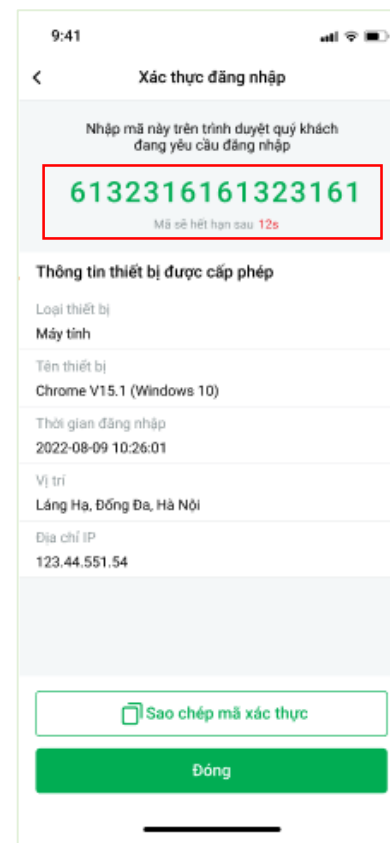 9:41
Xác thực đăng nhập
Nhập mã này trên trình duyệt quý khách
đang yêu cầu đăng nhập
6132316161323161
Mã sẽ hết hạn sau 12s
Thông tin thiết bị được cấp phép
Loại thiết bị
Máy tính
Tên thiết bị
Chrome V15.1 (Windows 10)
Thời gian đăng nhập
2022-08-09 10:26:01
Vị trí
Láng Hạ, Đống Đa, Hà Nội
Địa chỉ IP
123.44.551.54
Sao chép mã xác thực
Đóng